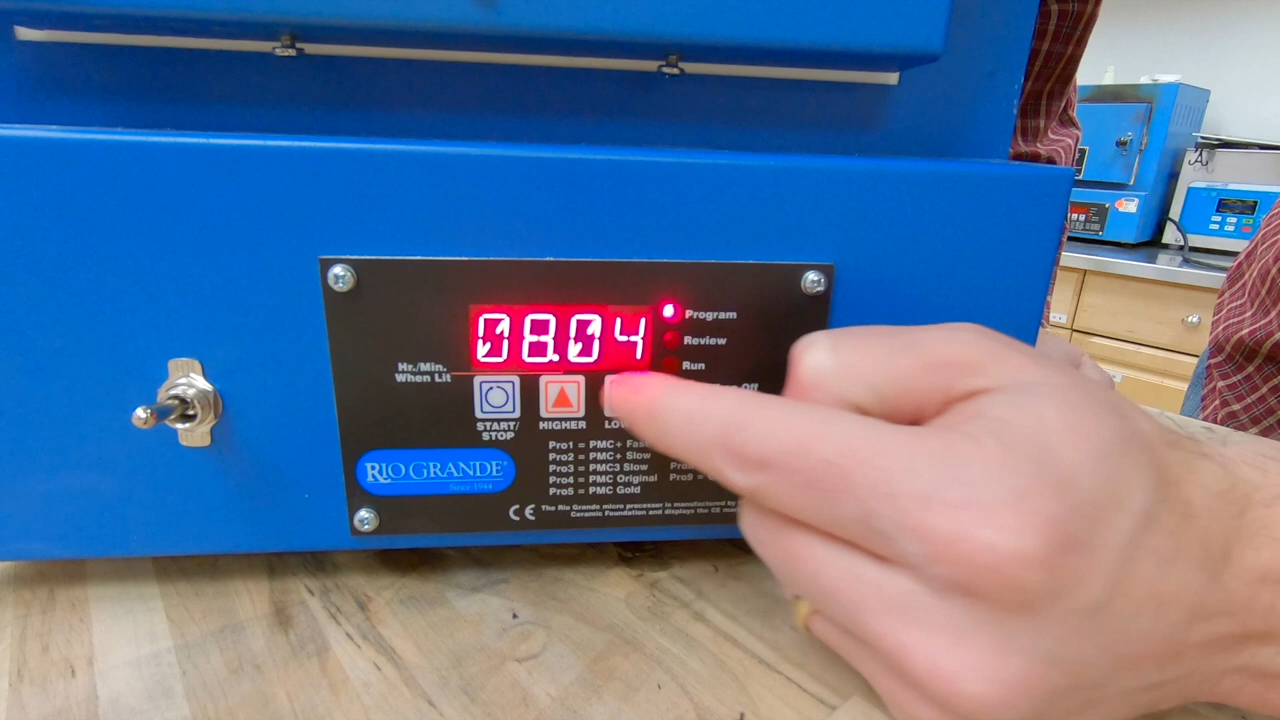 08.04
Program
Review
Run
Hr./Min.
When Lit
Off
START/
STOP
HIGHER
Pro1 = PMC+ Fast
Pro2 = PMC+ Slow
Pro3 = PMC3 Slow
Pro4 = PMC Original
Pro5 = PMC Gold
Pro9 =
RIO GRANDE®
Since 1944
CE The Rio Grande micro processor is manufactured by
Ceramic Foundation and displays the CE